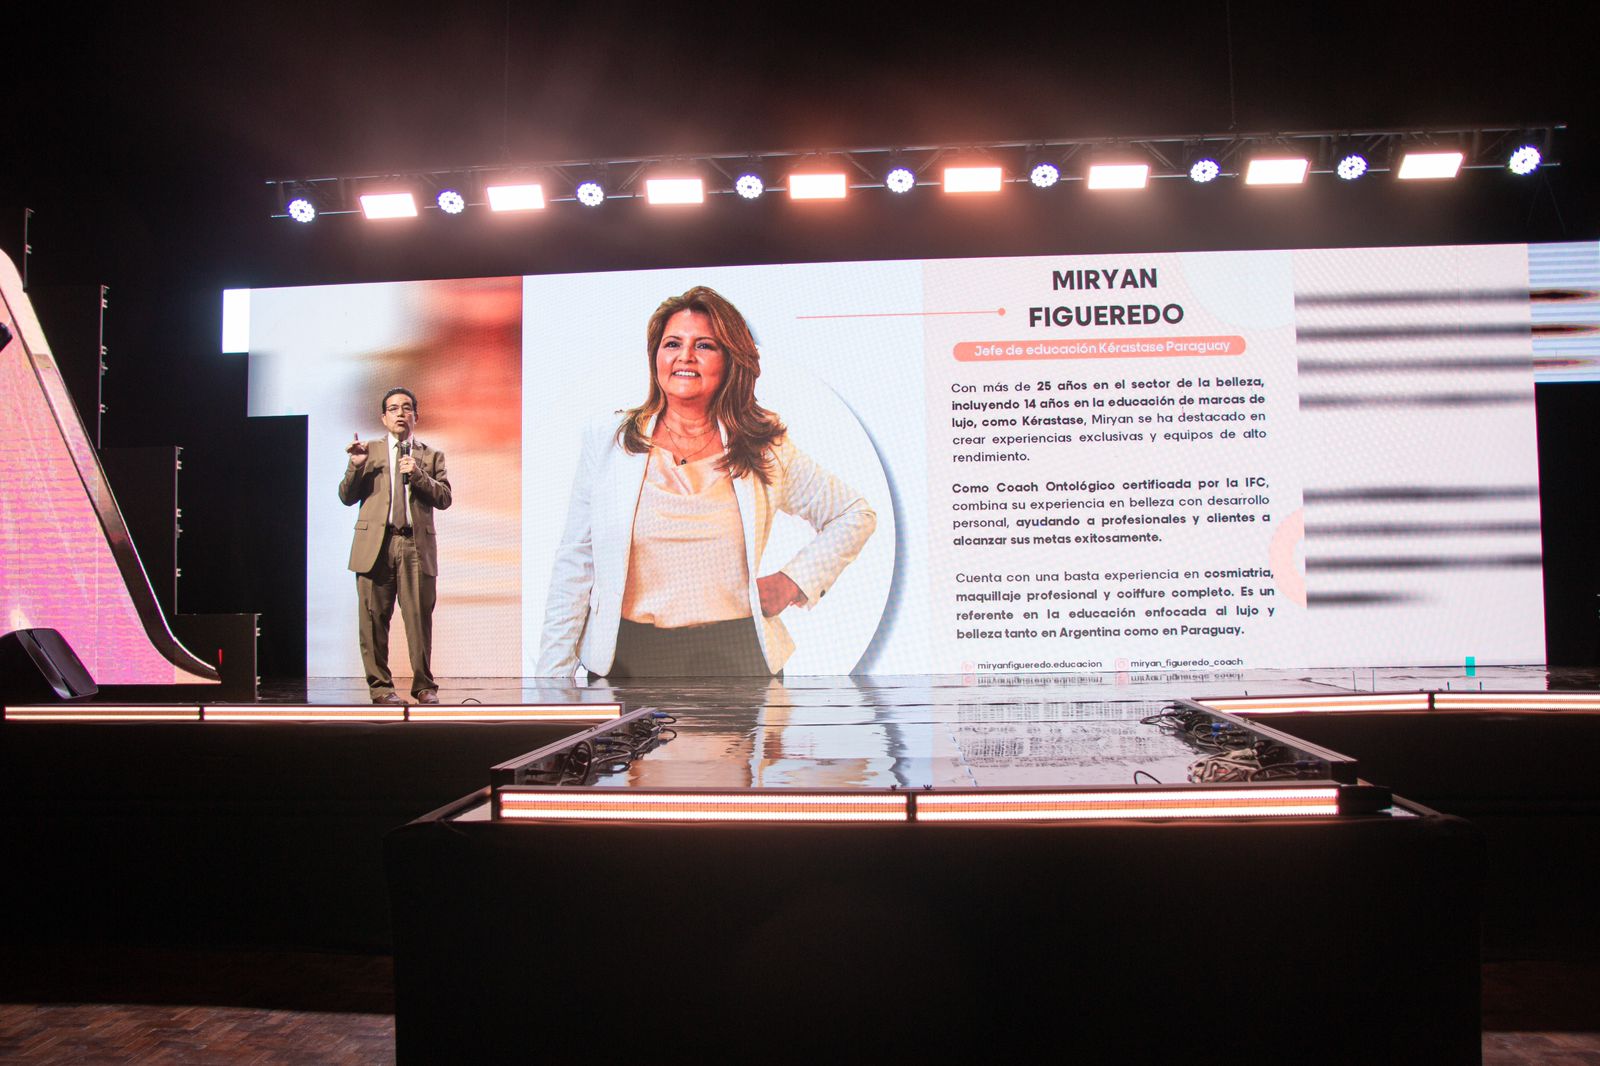 MIRYAN
FIGUEREDO
Jefe de educación Kérastase Paraguay
Con más de 25 años en el sector de la belleza,
incluyendo 14 años en la educación de marcas de
lujo, como Kérastase, Miryan se ha destacado en
crear experiencias exclusivas y equipos de alto
rendimiento.
Como Coach Ontológico certificada por la IFC,
combina su experiencia en belleza con desarrollo
personal, ayudando a profesionales y clientes a
alcanzar sus metas exitosamente.
Cuenta con una basta experiencia en cosmiatria,
maquillaje profesional y coiffure completo. Es un
referente en la educación enfocada al lujo y
belleza tanto en Argentina como en Paraguay.
miryanfigueredo.educacion miryan_figueredo_coach